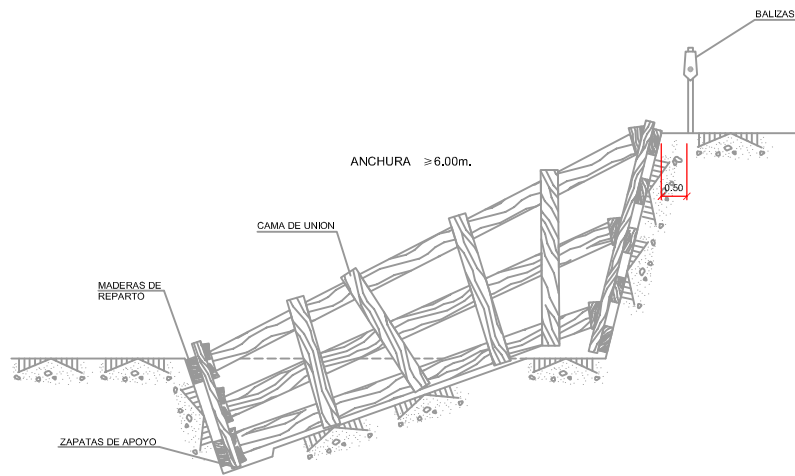 BALIZAS
ANCHURA ≥6.00m.
0.50
CAMA DE UNION
MADERAS DE
REPARTO
ZAPATAS DE APOYO